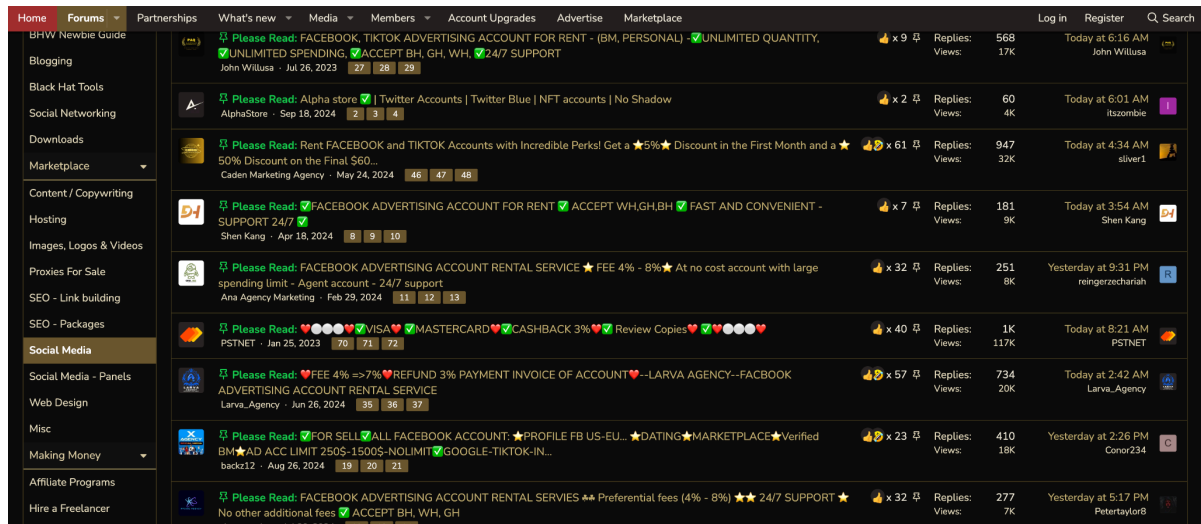 Home Forums Partnerships What's new Media Members Account Upgrades Advertise Marketplace Log in Register Search
BHW Newbie Guide
Blogging
Black Hat Tools
Social Networking
Downloads
Marketplace
Content / Copywriting
Hosting
Images, Logos & Videos
Proxies For Sale
SEO - Link building
SEO - Packages
Social Media
Social Media - Panels
Web Design
Misc
Making Money
Affiliate Programs
Hire a Freelancer
Please Read: FACEBOOK, TIKTOK ADVERTISING ACCOUNT FOR RENT - (BM, PERSONAL) -✅UNLIMITED QUANTITY,
✅UNLIMITED SPENDING, ✅ACCEPT BH, GH, WH, ✅24/7 SUPPORT
John Willusa · Jul 26, 2023 27 28 29
👍 x 9 Replies: 568
Views: 17K
Today at 6:16 AM
John Willusa
Please Read: Alpha store ✅ | Twitter Accounts | Twitter Blue | NFT accounts | No Shadow
AlphaStore · Sep 18, 2024 2 3 4
👍 x 2 Replies: 60
Views: 4K
Today at 6:01 AM
itszombie
I
Please Read: Rent FACEBOOK and TIKTOK Accounts with Incredible Perks! Get a ⭐5%⭐ Discount in the First Month and a ⭐
50% Discount on the Final $60...
Caden Marketing Agency · May 24, 2024 46 47 48
x 61 Replies: 947
Views: 32K
Today at 4:34 AM
sliver1
DH
Please Read: ✅FACEBOOK ADVERTISING ACCOUNT FOR RENT ✅ ACCEPT WH,GH,BH ✅ FAST AND CONVENIENT -
SUPPORT 24/7 ✅
Shen Kang · Apr 18, 2024 8 9 10
👍 x 7 Replies: 181
Views: 9K
Today at 3:54 AM
Shen Kang
DH
Please Read: FACEBOOK ADVERTISING ACCOUNT RENTAL SERVICE ⭐ FEE 4% - 8%⭐ At no cost account with large
spending limit - Agent account - 24/7 support
Ana Agency Marketing · Feb 29, 2024 11 12 13
👍 x 32 Replies: 251
Views: 8K
Yesterday at 9:31 PM
reingerzechariah
R
Please Read: ❤️⚪⚪⚪❤️✅VISA❤️ ✅MASTERCARD❤️✅CASHBACK 3%❤️✅ Review Copies❤️ ✅❤️⚪⚪⚪❤️
PSTNET · Jan 25, 2023 70 71 72
👍 x 40 Replies: 1K
Views: 117K
Today at 8:21 AM
PSTNET
Please Read: ❤️FEE 4% =>7%❤️REFUND 3% PAYMENT INVOICE OF ACCOUNT❤️--LARVA AGENCY--FACBOOK
ADVERTISING ACCOUNT RENTAL SERVICE
Larva_Agency · Jun 26, 2024 35 36 37
x 57 Replies: 734
Views: 20K
Today at 2:42 AM
Larva_Agency
X AGENCY
Please Read: ✅FOR SELL✅ALL FACEBOOK ACCOUNT: ⭐PROFILE FB US-EU... ⭐DATING⭐MARKETPLACE⭐Verified
BM⭐AD ACC LIMIT 250$-1500$-NOLIMIT✅GOOGLE-TIKTOK-IN...
backz12 · Aug 26, 2024 19 20 21
x 23 Replies: 410
Views: 18K
Yesterday at 2:26 PM
Conor234
C
Please Read: FACEBOOK ADVERTISING ACCOUNT RENTAL SERVIES ♣♣ Preferential fees (4% - 8%) ⭐⭐ 24/7 SUPPORT ⭐
No other additional fees ✅ ACCEPT BH, WH, GH
👍 x 32 Replies: 277
Views: 7K
Yesterday at 5:17 PM
Petertaylor8